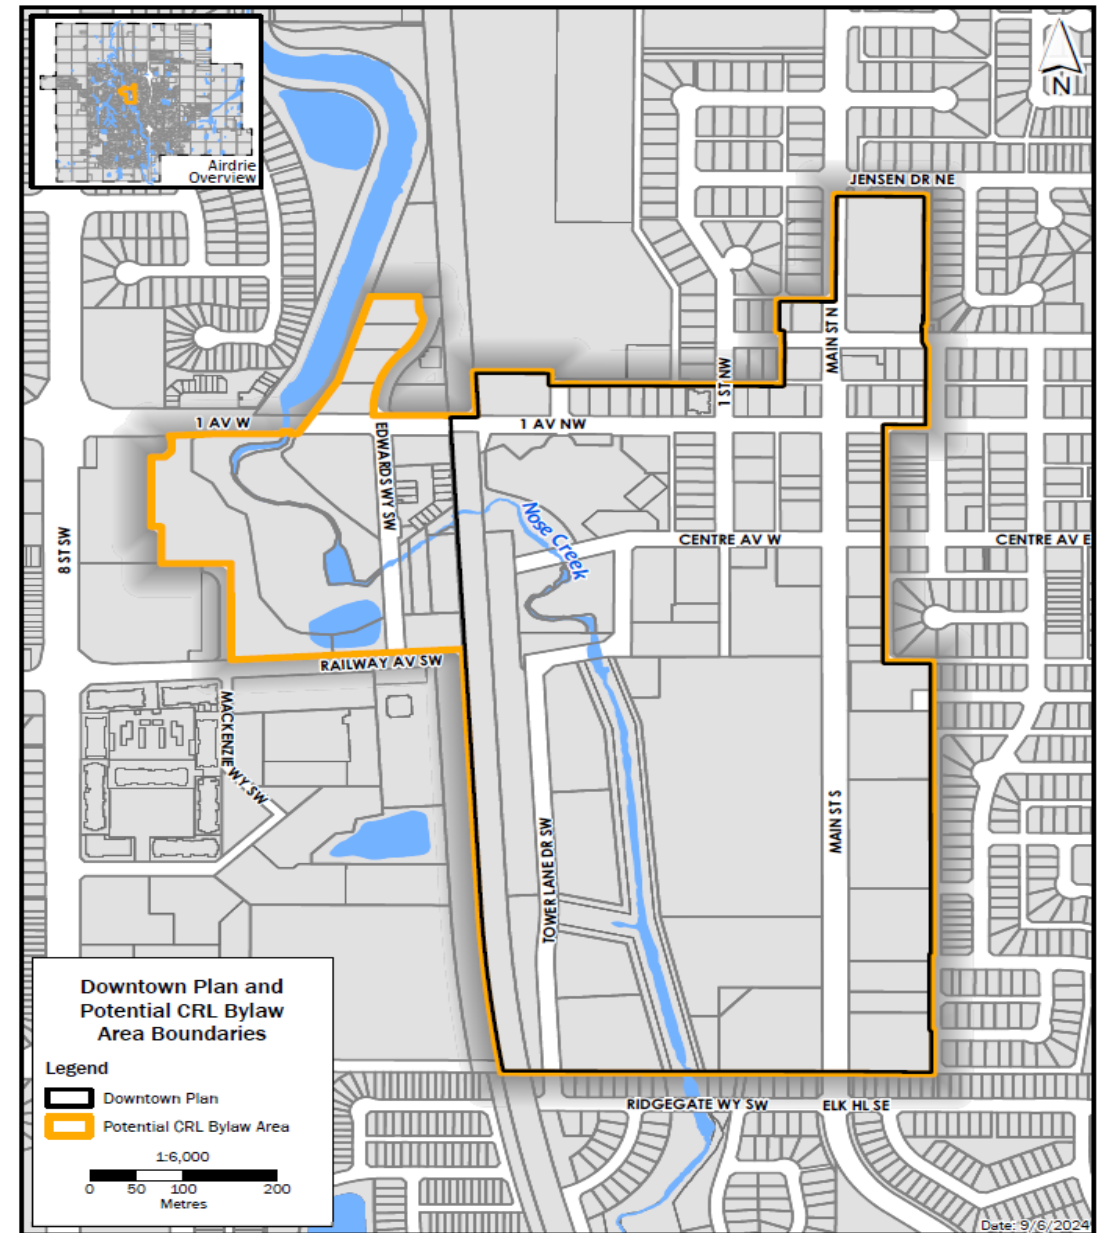 Airdrie
Overview
N
JENSEN DR NE
MAIN ST N
1 ST NW
1 AV W
1 AV NW
EDWARDS WY SW
Nose Creek
8 ST SW
CENTRE AV W
CENTRE AV E
RAILWAY AV SW
MACKENZIE WY SW
MAIN ST S
TOWER LANE DR SW
Downtown Plan and
Potential CRL Bylaw
Area Boundaries
Legend
Downtown Plan
Potential CRL Bylaw Area
1:6,000
0 50 100 200
Metres
RIDGEGATE WY SW
ELK HL SE
Date: 9/6/2024